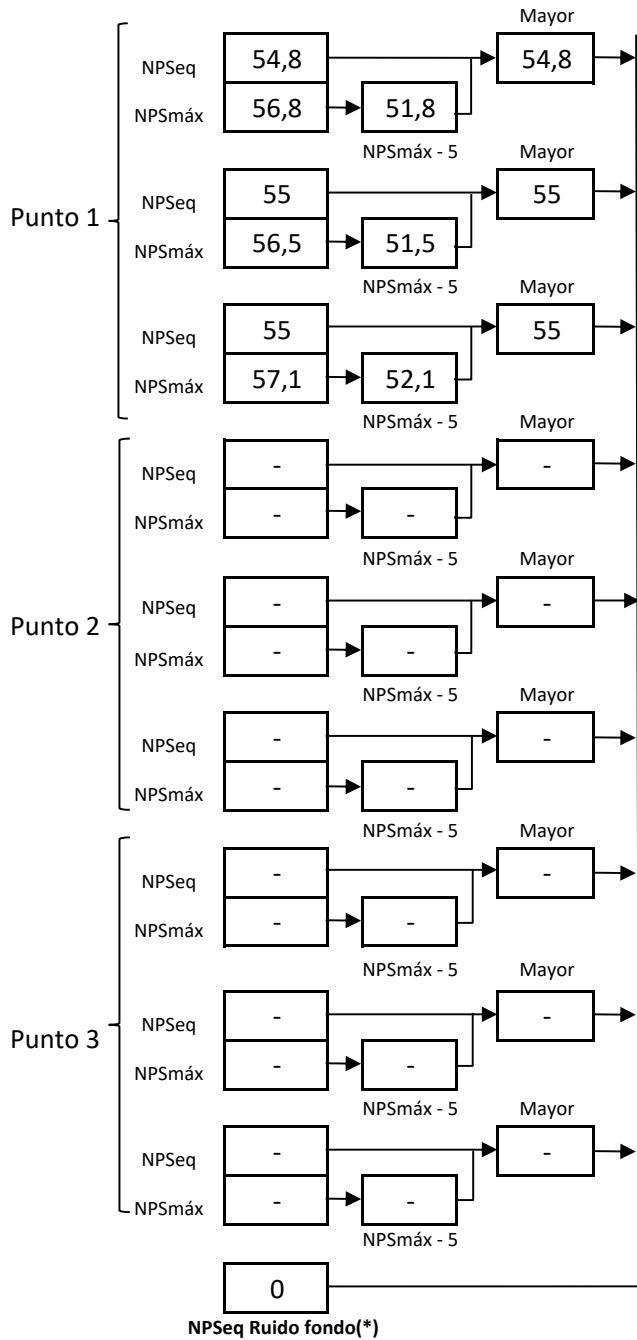 Mayor
NPSeq 54,8 54,8
NPSmáx 56,8 51,8
NPSmáx - 5
Mayor
Punto 1
NPSeq 55 55
NPSmáx 56,5 51,5
NPSmáx - 5
Mayor
NPSeq 55 55
NPSmáx 57,1 52,1
NPSmáx - 5
Mayor
NPSeq - -
NPSmáx - -
NPSmáx - 5
Mayor
Punto 2
NPSeq - -
NPSmáx - -
NPSmáx - 5
Mayor
NPSeq - -
NPSmáx - -
NPSmáx - 5
Mayor
NPSeq - -
NPSmáx - -
NPSmáx - 5
Mayor
Punto 3
NPSeq - -
NPSmáx - -
NPSmáx - 5
Mayor
NPSeq - -
NPSmáx - -
NPSmáx - 5
0
NPSeq Ruido fondo(*)